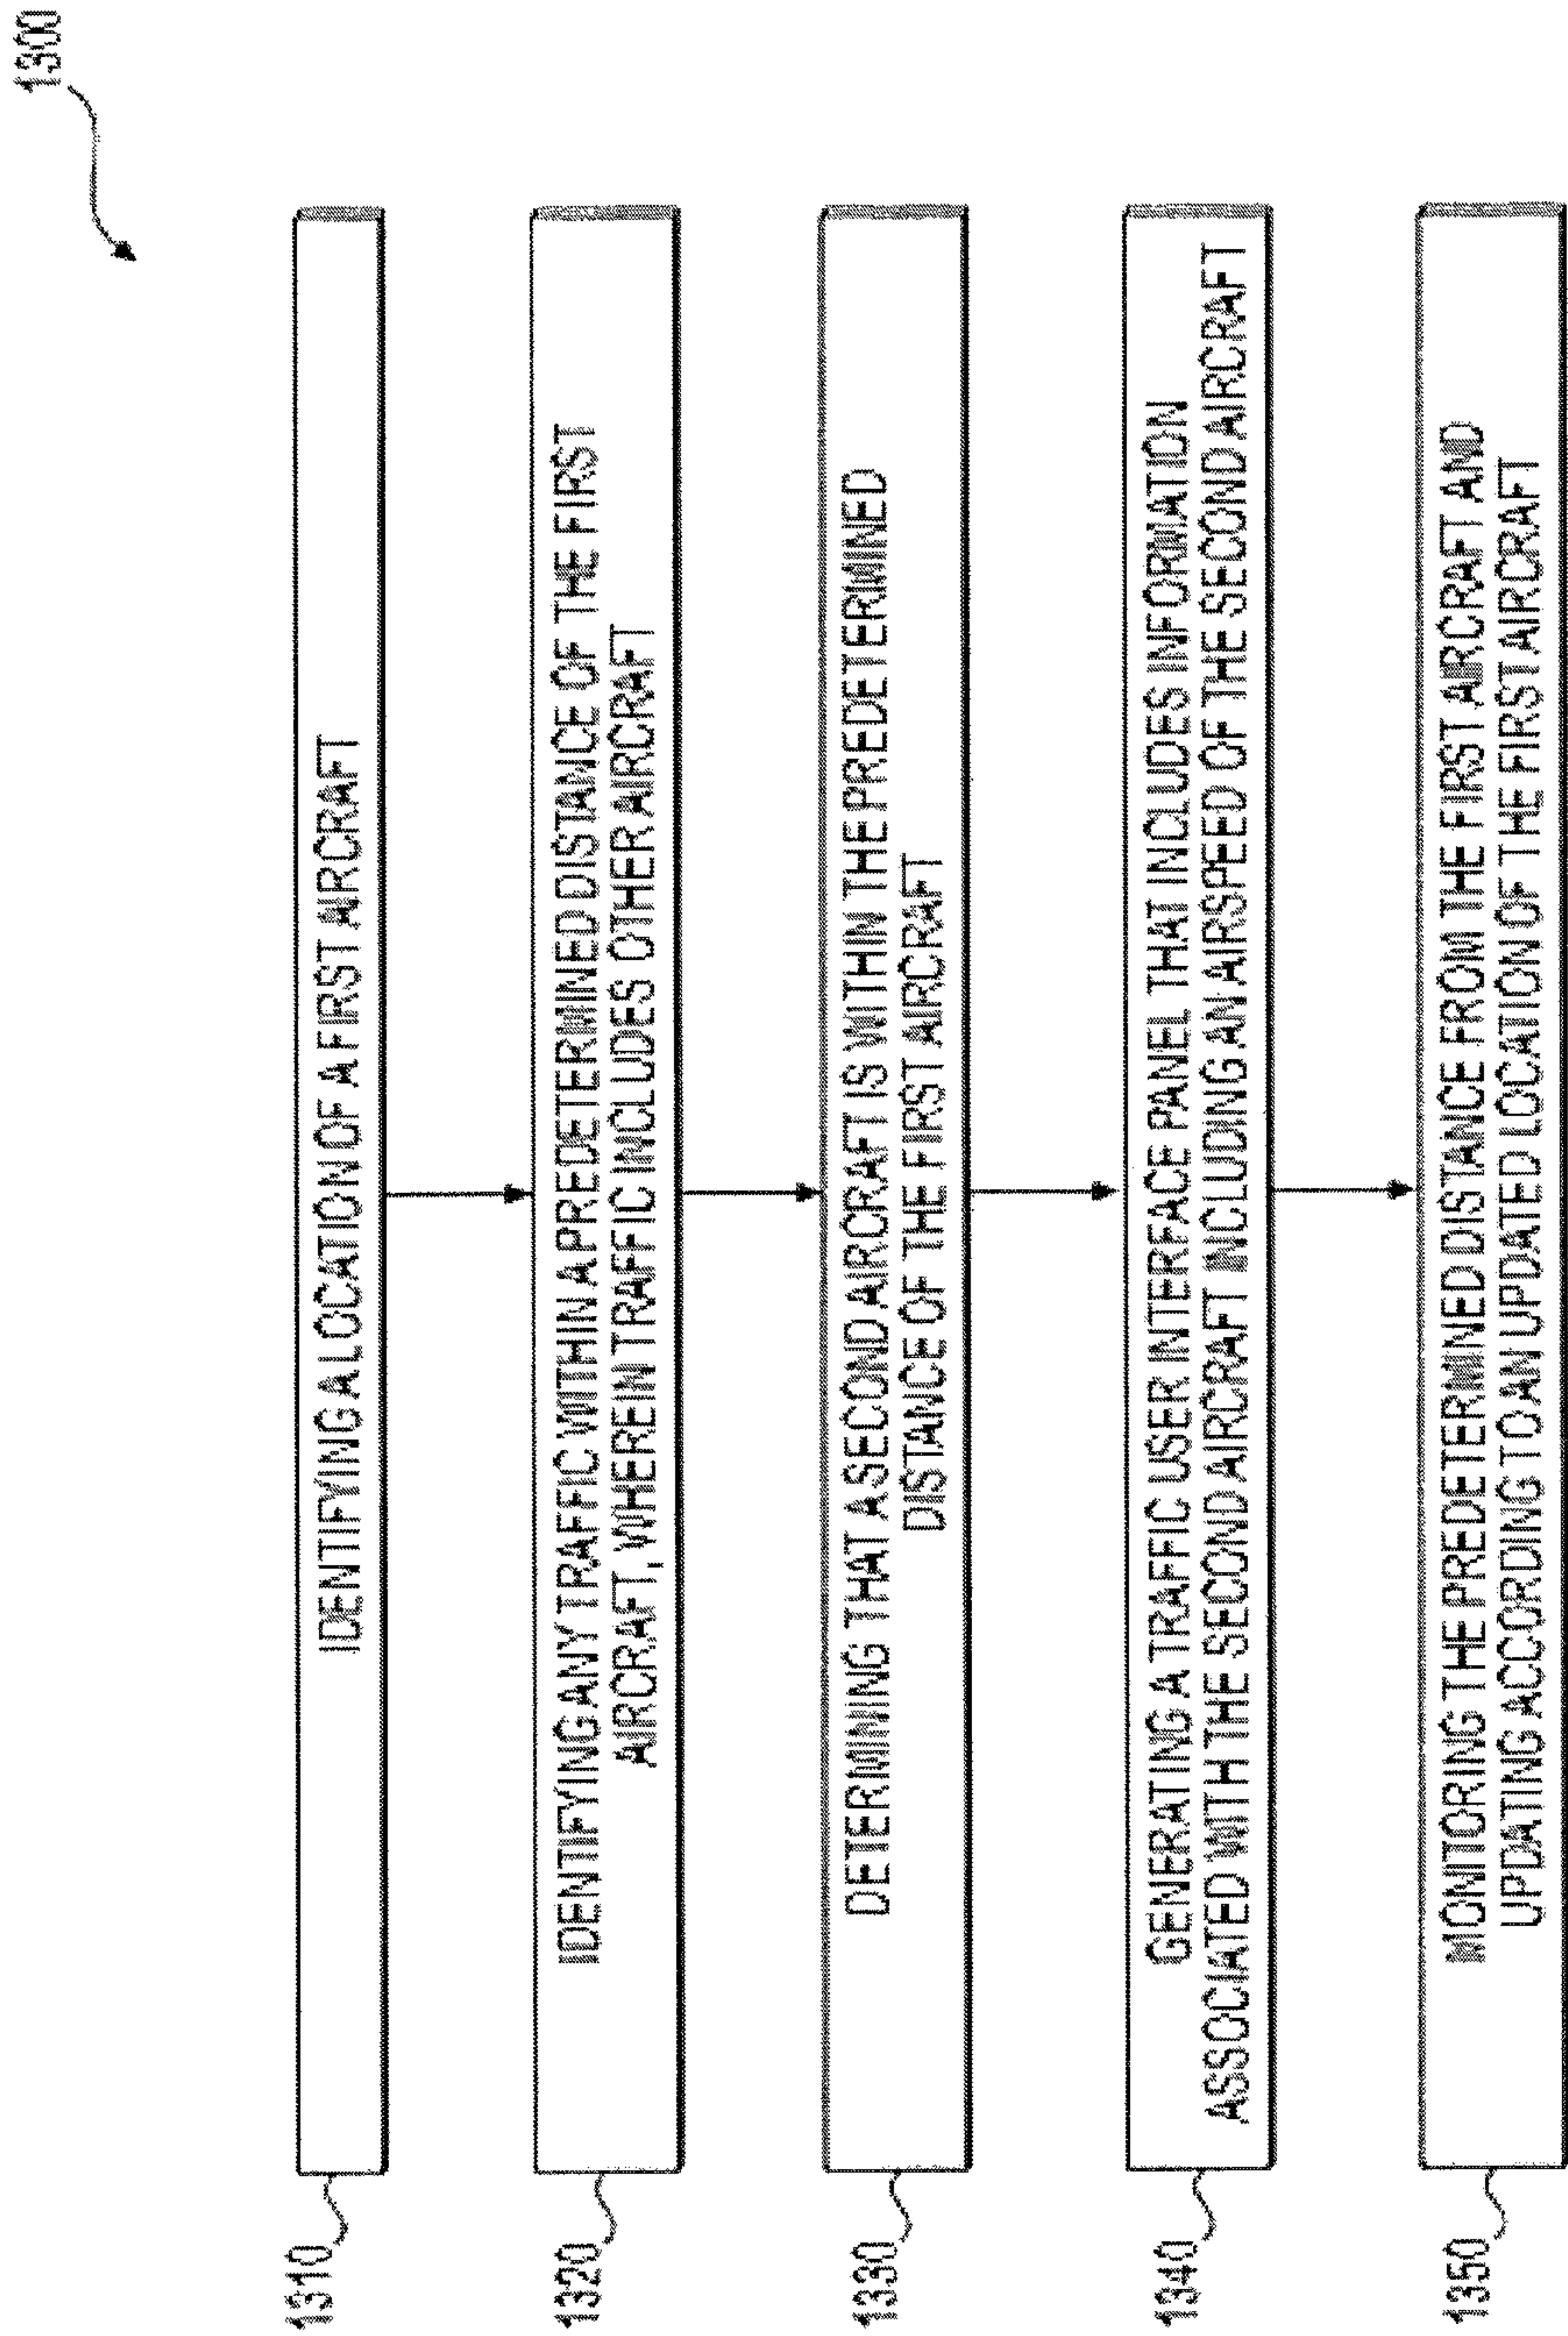 1300
1310
IDENTIFYING A LOCATION OF A FIRST AIRCRAFT
1320
IDENTIFYING ANY TRAFFIC WITHIN A PREDETERMINED DISTANCE OF THE FIRST
AIRCRAFT, WHEREIN TRAFFIC INCLUDES OTHER AIRCRAFT
1330
DETERMINING THAT A SECOND AIRCRAFT IS WITHIN THE PREDETERMINED
DISTANCE OF THE FIRST AIRCRAFT
1340
GENERATING A TRAFFIC USER INTERFACE PANEL THAT INCLUDES INFORMATION
ASSOCIATED WITH THE SECOND AIRCRAFT INCLUDING AN AIRSPEED OF THE SECOND AIRCRAFT
1350
MONITORING THE PREDETERMINED DISTANCE FROM THE FIRST AIRCRAFT AND
UPDATING ACCORDING TO AN UPDATED LOCATION OF THE FIRST AIRCRAFT